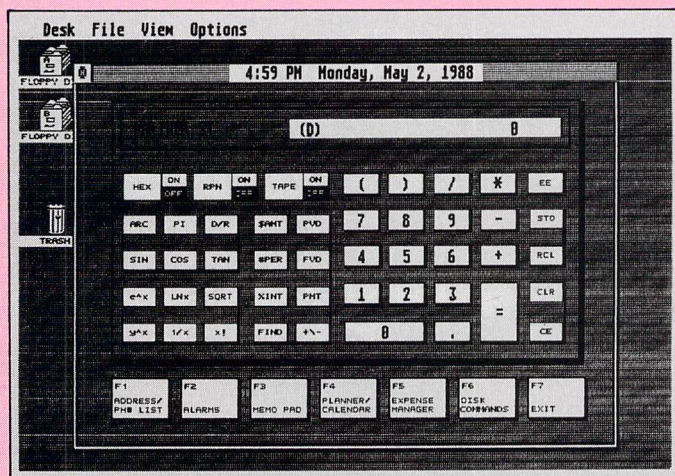 Desk File View Options
A
FLOPPY D
B
FLOPPY D
TRASH
4:59 PM Monday, May 2, 1988
(D) 0
HEX ON OFF RPN ON TAPE ON ( ) / * EE
ARC PI D/R $AMT PVD 7 8 9 - STO
SIN COS TAN #PER FVD 4 5 6 + RCL
e^x LNx SQRT %INT PMT 1 2 3 = CLR
y^x 1/x x! FIND +\- 0 . CE
F1 ADDRESS/ PH# LIST
F2 ALARMS
F3 MEMO PAD
F4 PLANNER/ CALENDAR
F5 EXPENSE MANAGER
F6 DISK COMMANDS
F7 EXIT